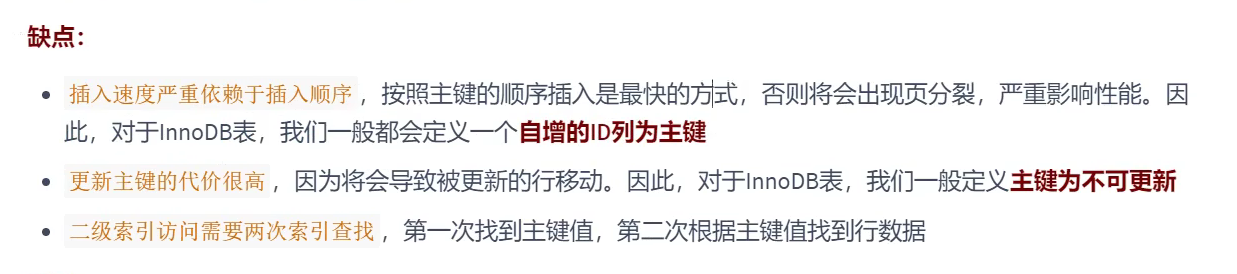 缺点：
插入速度严重依赖于插入顺序，按照主键的顺序插入是最快的方式，否则将会出现页分裂，严重影响性能。因
此，对于InnoDB表，我们一般都会定义一个自增的ID列为主键
更新主键的代价很高，因为将会导致被更新的行移动。因此，对于InnoDB表，我们一般定义主键为不可更新
二级索引访问需要两次索引查找，第一次找到主键值，第二次根据主键值找到行数据